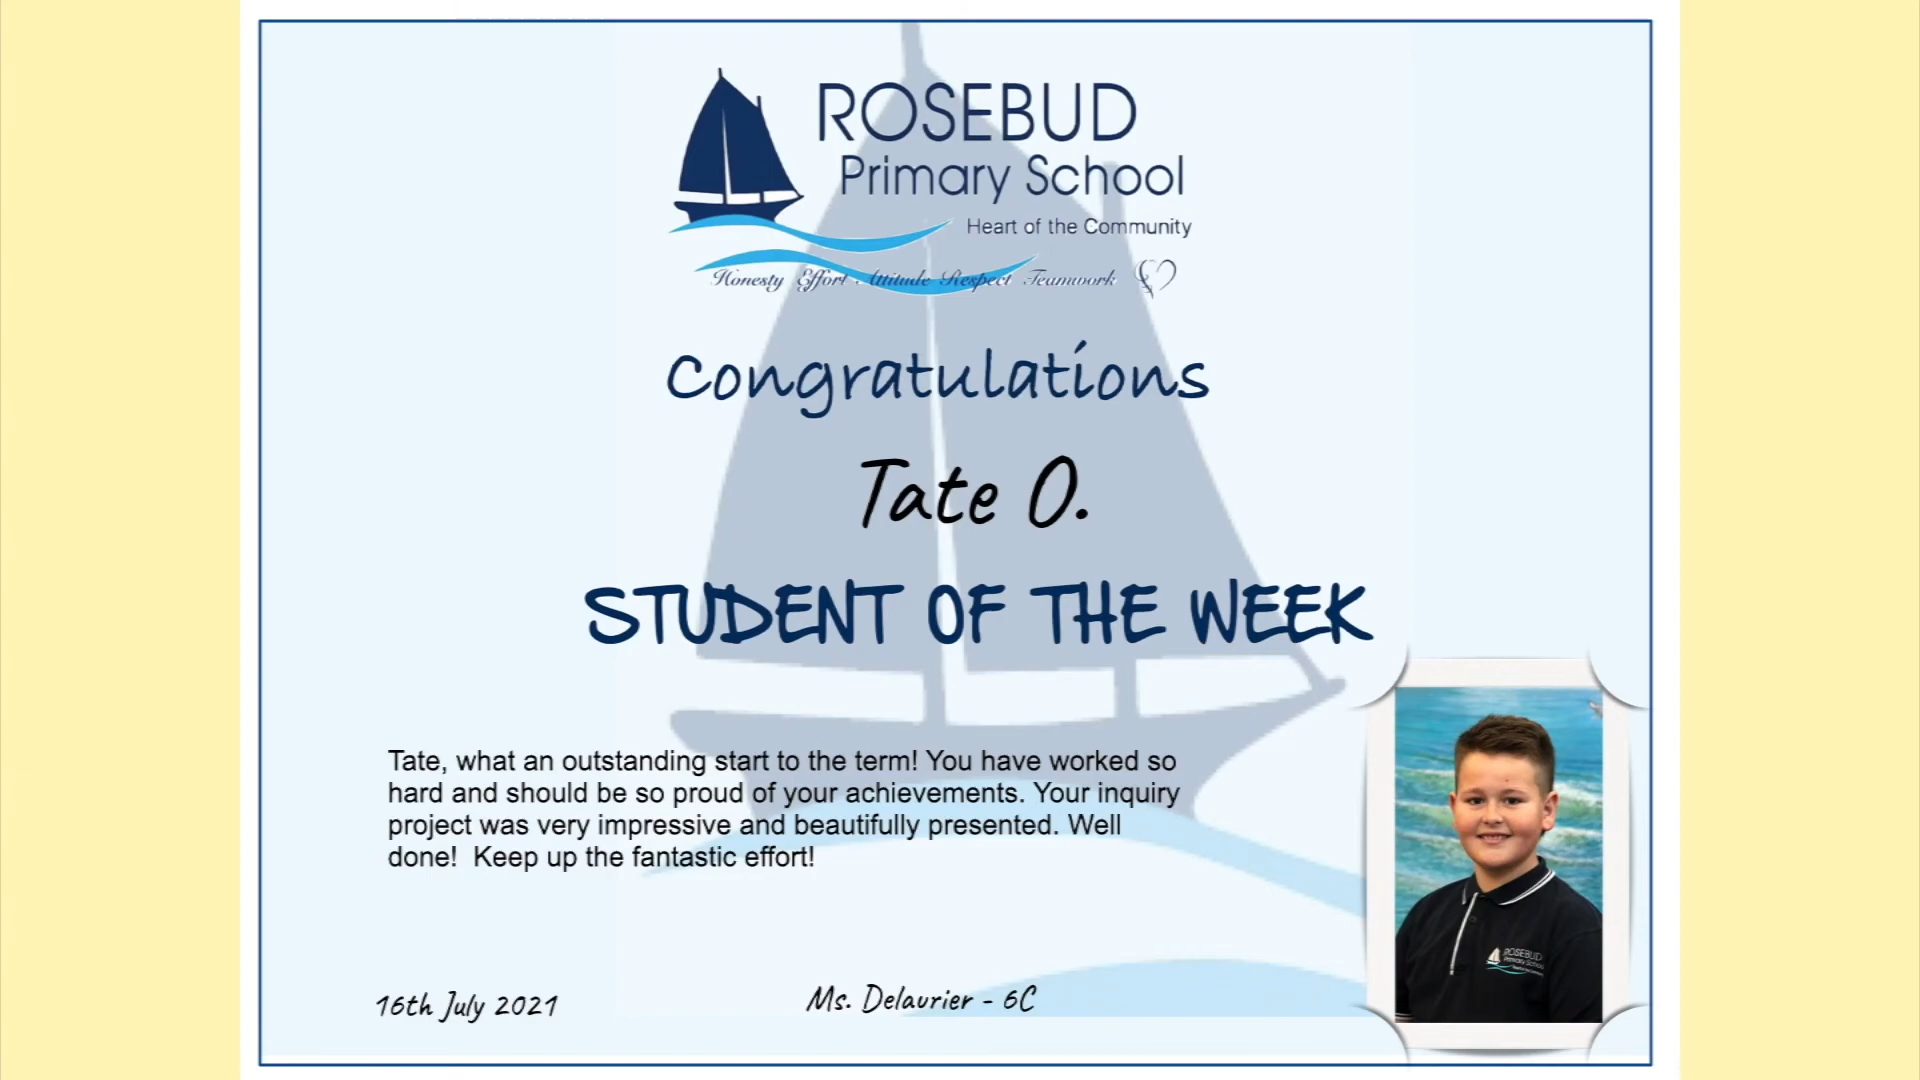 ROSEBUD
Primary School
Heart of the Community
Honesty Effort Attitude Respect Teamwork
Congratulations
Tate O.
STUDENT OF THE WEEK
Tate, what an outstanding start to the term! You have worked so
hard and should be so proud of your achievements. Your inquiry
project was very impressive and beautifully presented. Well
done!  Keep up the fantastic effort!
ROSEBUD
Primary School
16th July 2021
Ms. Delaurier - 6C